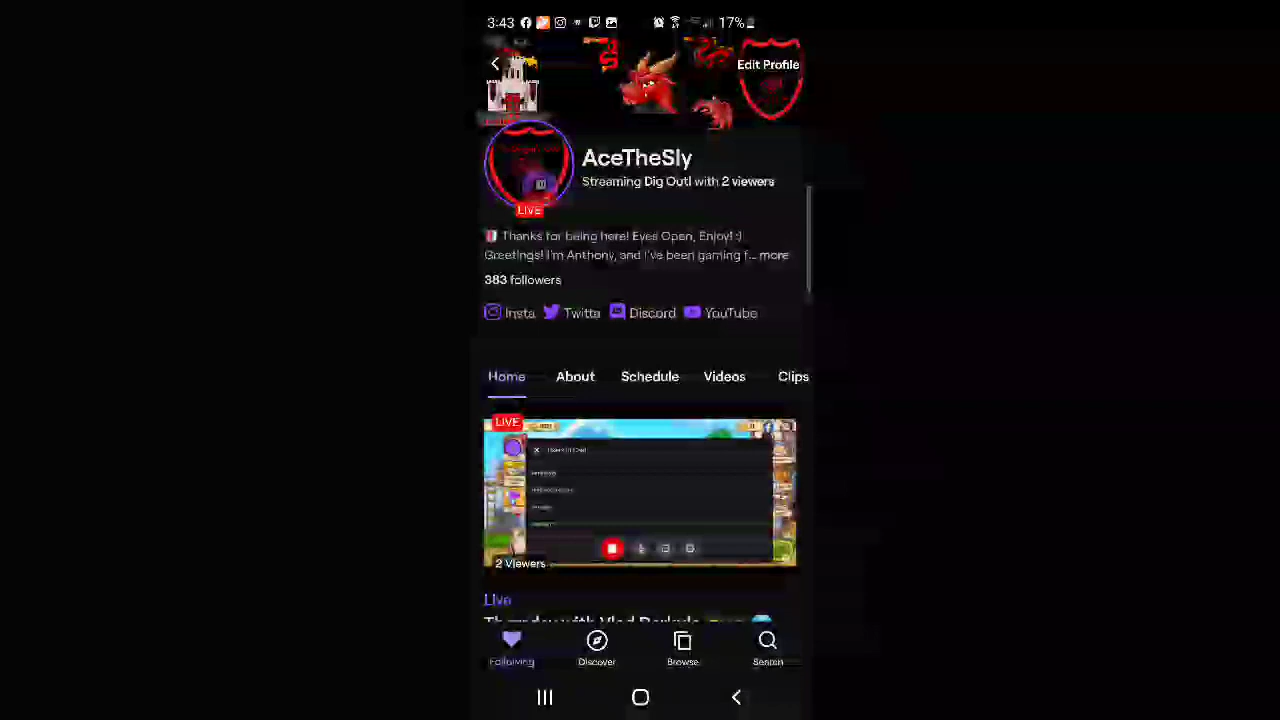 3:43
17%
Edit Profile
AceTheSly
Streaming Dig Out! with 2 viewers
LIVE
Thanks for being here! Eyes Open, Enjoy! :)
Greetings! I'm Anthony, and I've been gaming f... more
383 followers
Insta Twitta Discord YouTube
Home About Schedule Videos Clips
LIVE
2 Viewers
Live
Following Discover Browse Search